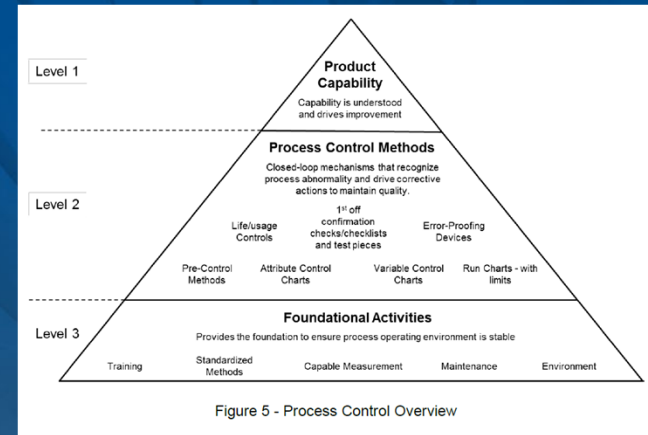 Level 1
Product
Capability
Capability is understood
and drives improvement
Level 2
Process Control Methods
Closed-loop mechanisms that recognize
process abnormality and drive corrective
actions to maintain quality.
Life/usage
Controls
1st off
confirmation
checks/checklists
and test pieces
Error-Proofing
Devices
Pre-Control
Methods
Attribute Control
Charts
Variable Control
Charts
Run Charts - with
limits
Level 3
Foundational Activities
Provides the foundation to ensure process operating environment is stable
Training
Standardized
Methods
Capable Measurement
Maintenance
Environment
Figure 5 - Process Control Overview